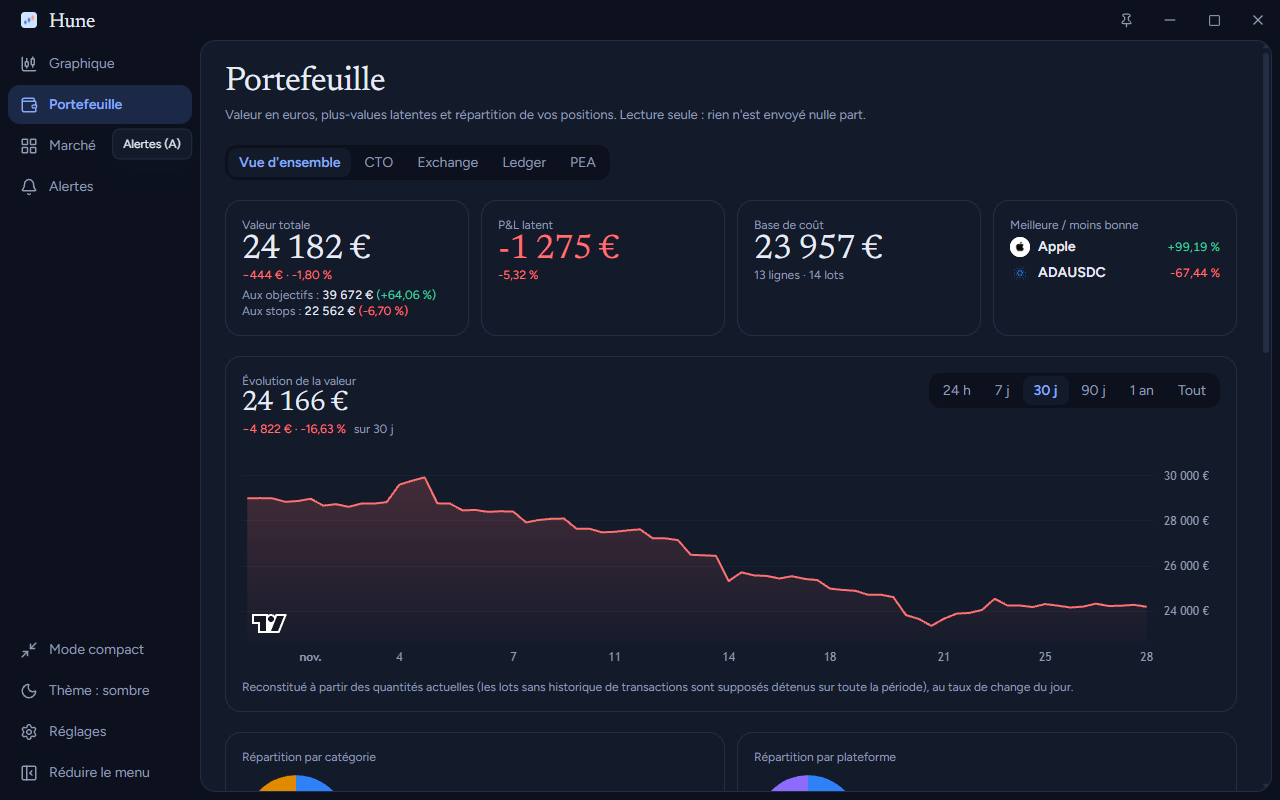 Hune
Graphique
Portefeuille
Marché
Alertes (A)
Alertes
Mode compact
Thème : sombre
Réglages
Réduire le menu
Portefeuille
Valeur en euros, plus-values latentes et répartition de vos positions. Lecture seule : rien n'est envoyé nulle part.
Vue d'ensemble CTO Exchange Ledger PEA
Valeur totale
24 182 €
−444 € · -1,80 %
Aux objectifs : 39 672 € (+64,06 %)
Aux stops : 22 562 € (-6,70 %)
P&L latent
-1 275 €
-5,32 %
Base de coût
23 957 €
13 lignes · 14 lots
Meilleure / moins bonne
Apple +99,19 %
ADAUSDC -67,44 %
Évolution de la valeur
24 166 €
−4 822 € · -16,63 % sur 30 j
24 h 7 j 30 j 90 j 1 an Tout
30 000 €
28 000 €
26 000 €
24 000 €
nov. 4 7 11 14 18 21 25 28
Reconstitué à partir des quantités actuelles (les lots sans historique de transactions sont supposés détenus sur toute la période), au taux de change du jour.
Répartition par catégorie
Répartition par plateforme